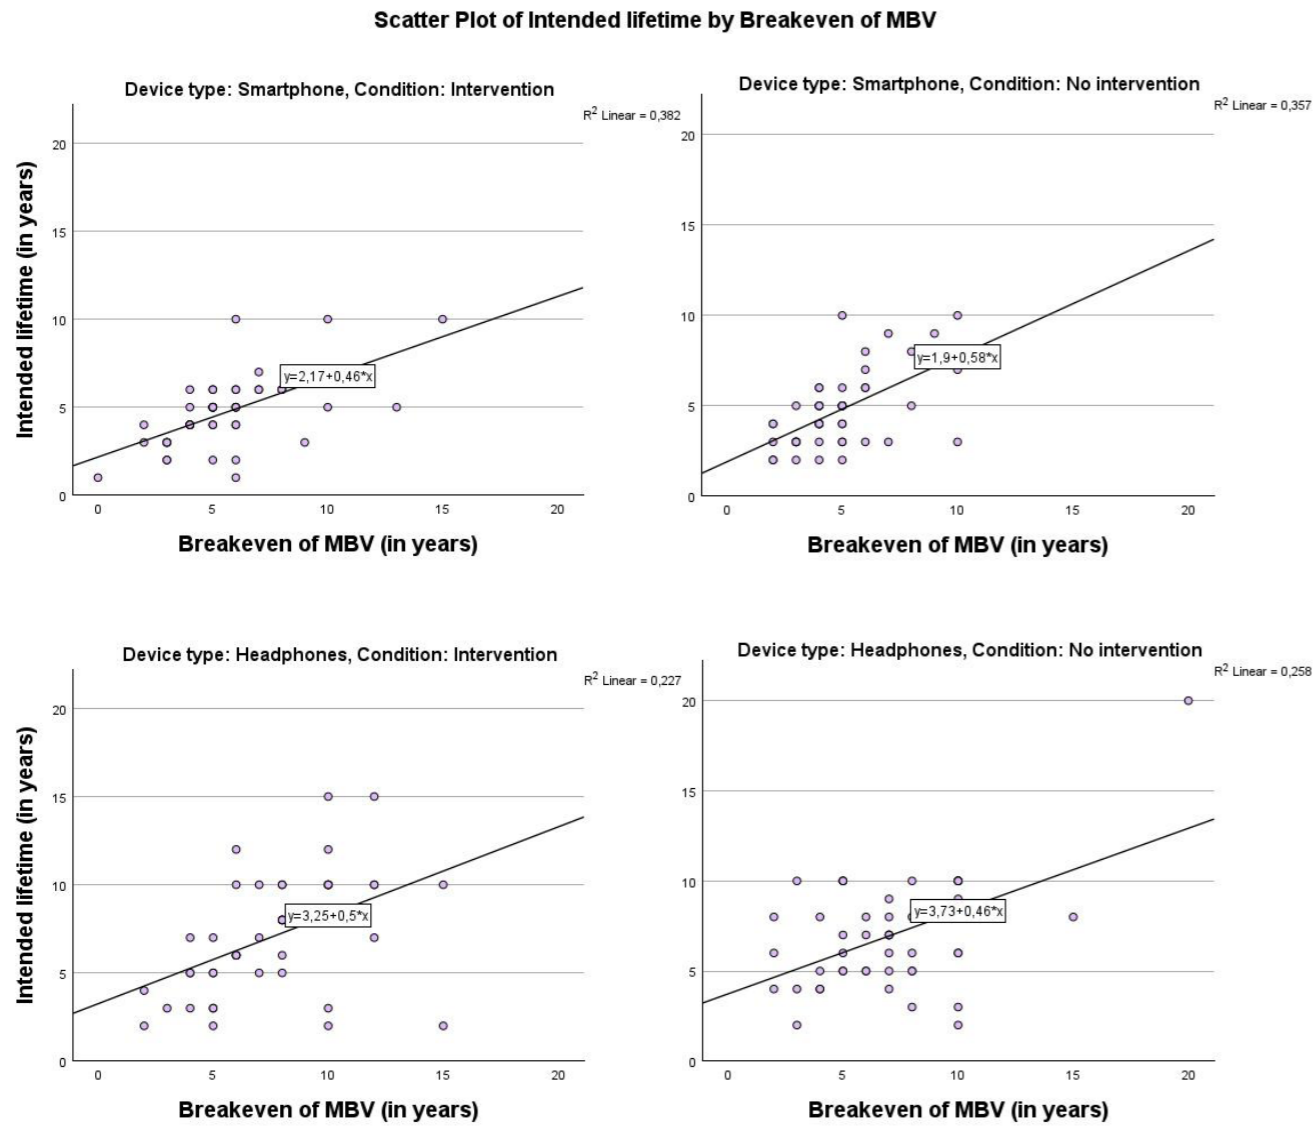 Scatter Plot of Intended lifetime by Breakeven of MBV
Device type: Smartphone, Condition: Intervention
R² Linear = 0,382
Intended lifetime (in years)
20
15
10
5
0
y=2,17+0,46*x
0 5 10 15 20
Breakeven of MBV (in years)
Device type: Smartphone, Condition: No intervention
R² Linear = 0,357
20
15
10
5
0
y=1,9+0,58*x
0 5 10 15 20
Breakeven of MBV (in years)
Device type: Headphones, Condition: Intervention
R² Linear = 0,227
Intended lifetime (in years)
20
15
10
5
0
y=3,25+0,5*x
0 5 10 15 20
Breakeven of MBV (in years)
Device type: Headphones, Condition: No intervention
R² Linear = 0,258
20
15
10
5
0
y=3,73+0,46*x
0 5 10 15 20
Breakeven of MBV (in years)